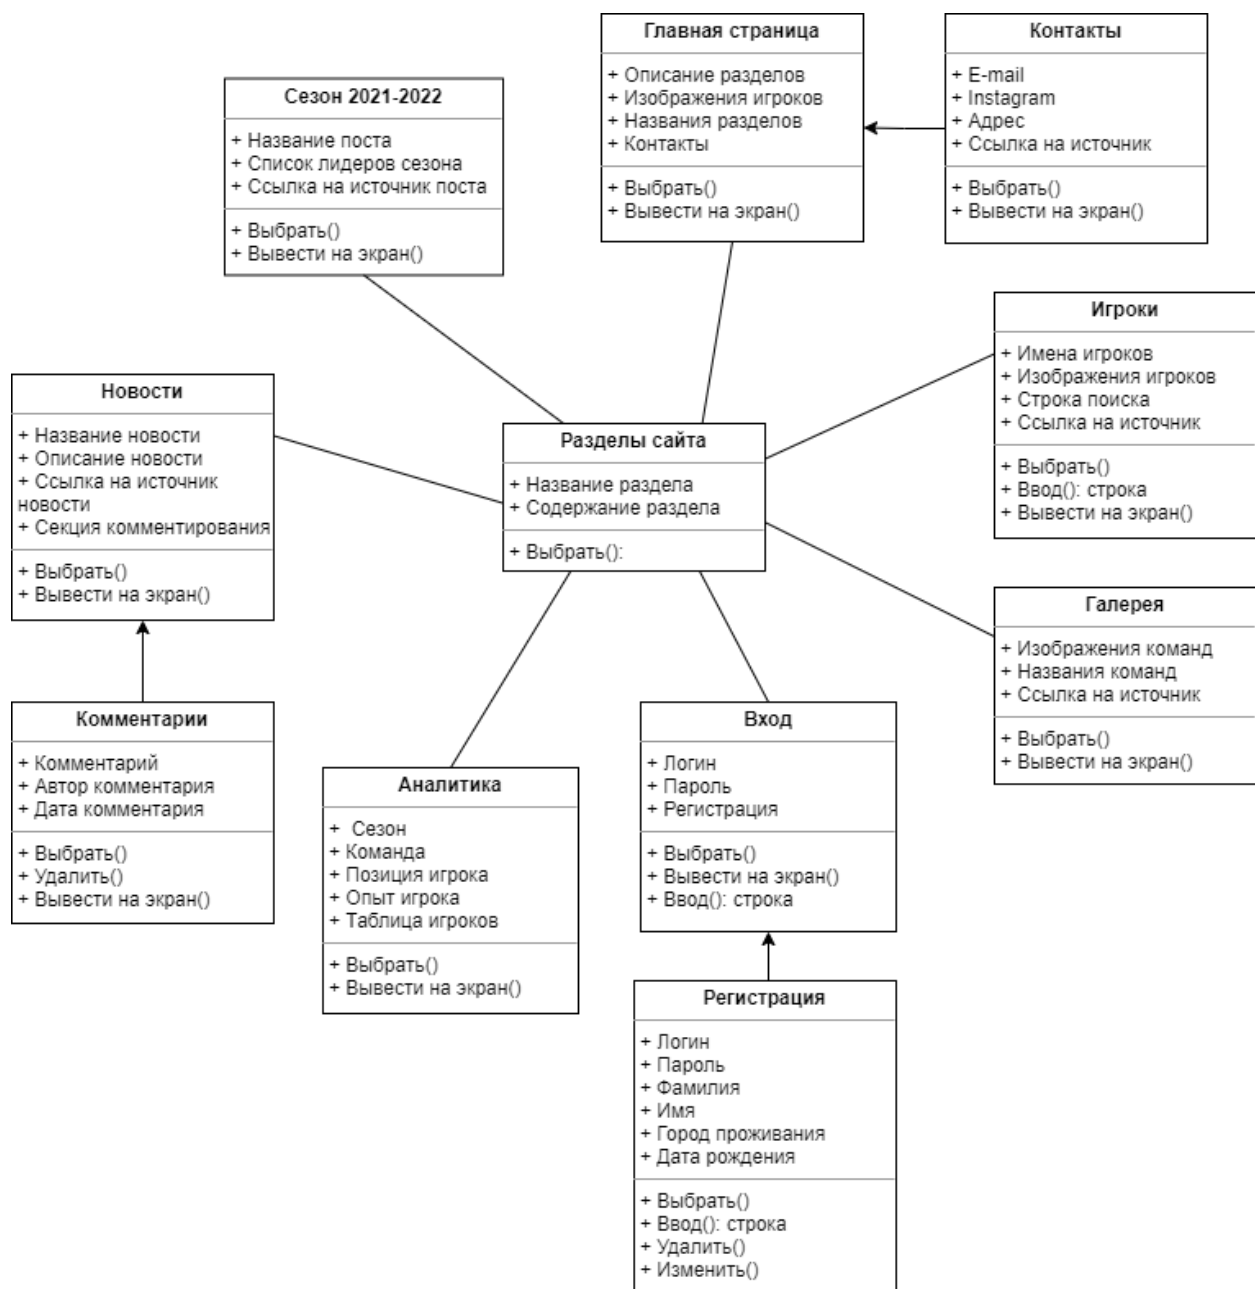 Главная страница
+ Описание разделов
+ Изображения игроков
+ Названия разделов
+ Контакты
+ Выбрать()
+ Вывести на экран()
Контакты
+ E-mail
+ Instagram
+ Адрес
+ Ссылка на источник
+ Выбрать()
+ Вывести на экран()
Сезон 2021-2022
+ Название поста
+ Список лидеров сезона
+ Ссылка на источник поста
+ Выбрать()
+ Вывести на экран()
Игроки
+ Имена игроков
+ Изображения игроков
+ Строка поиска
+ Ссылка на источник
+ Выбрать()
+ Ввод(): строка
+ Вывести на экран()
Новости
+ Название новости
+ Описание новости
+ Ссылка на источник
новости
+ Секция комментирования
+ Выбрать()
+ Вывести на экран()
Разделы сайта
+ Название раздела
+ Содержание раздела
+ Выбрать():
Галерея
+ Изображения команд
+ Названия команд
+ Ссылка на источник
+ Выбрать()
+ Вывести на экран()
Комментарии
+ Комментарий
+ Автор комментария
+ Дата комментария
+ Выбрать()
+ Удалить()
+ Вывести на экран()
Аналитика
+ Сезон
+ Команда
+ Позиция игрока
+ Опыт игрока
+ Таблица игроков
+ Выбрать()
+ Вывести на экран()
Вход
+ Логин
+ Пароль
+ Регистрация
+ Выбрать()
+ Вывести на экран()
+ Ввод(): строка
Регистрация
+ Логин
+ Пароль
+ Фамилия
+ Имя
+ Город проживания
+ Дата рождения
+ Выбрать()
+ Ввод(): строка
+ Удалить()
+ Изменить()